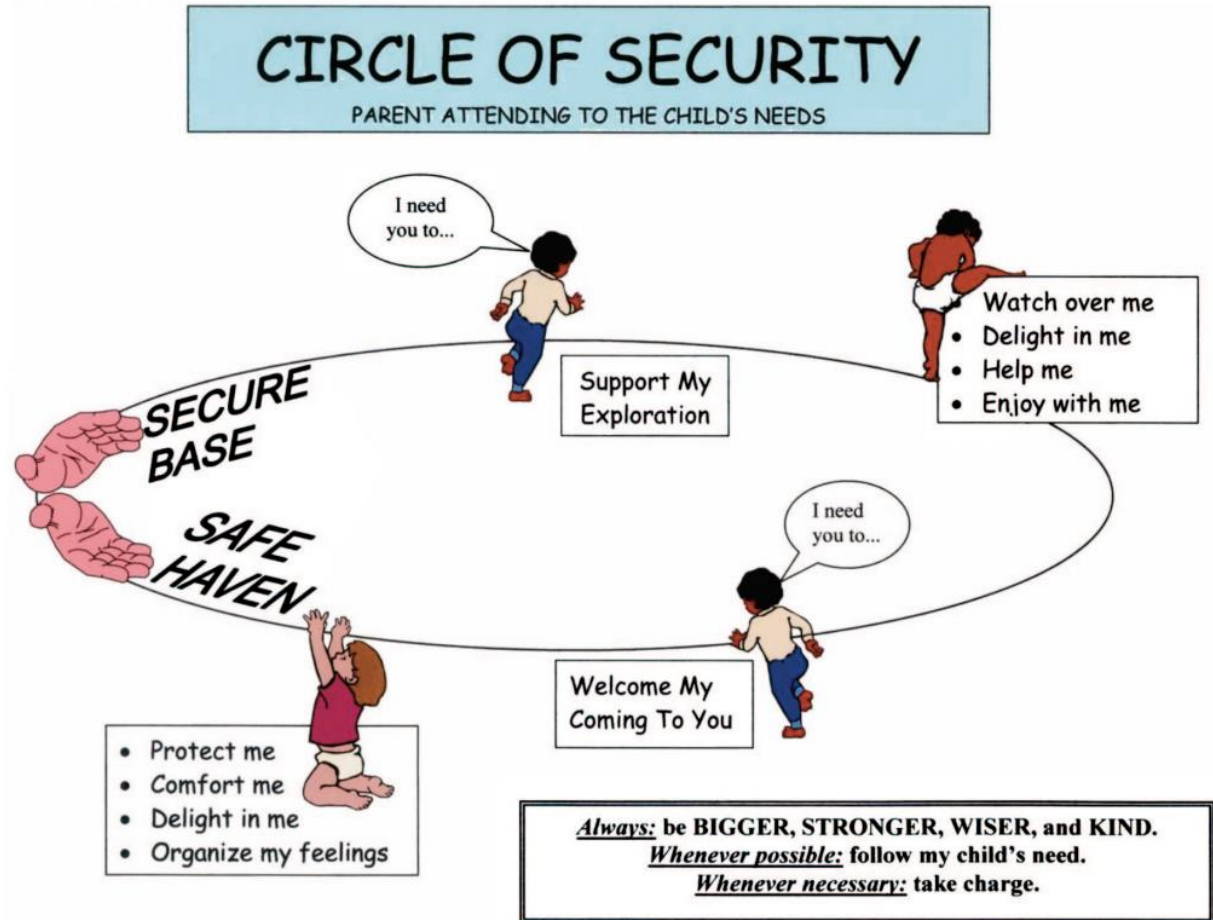 CIRCLE OF SECURITY
PARENT ATTENDING TO THE CHILD'S NEEDS
I need
you to...
• Watch over me
• Delight in me
• Help me
• Enjoy with me
Support My
Exploration
SECURE
BASE
SAFE
HAVEN
I need
you to...
Welcome My
Coming To You
• Protect me
• Comfort me
• Delight in me
• Organize my feelings
Always: be BIGGER, STRONGER, WISER, and KIND.
Whenever possible: follow my child's need.
Whenever necessary: take charge.